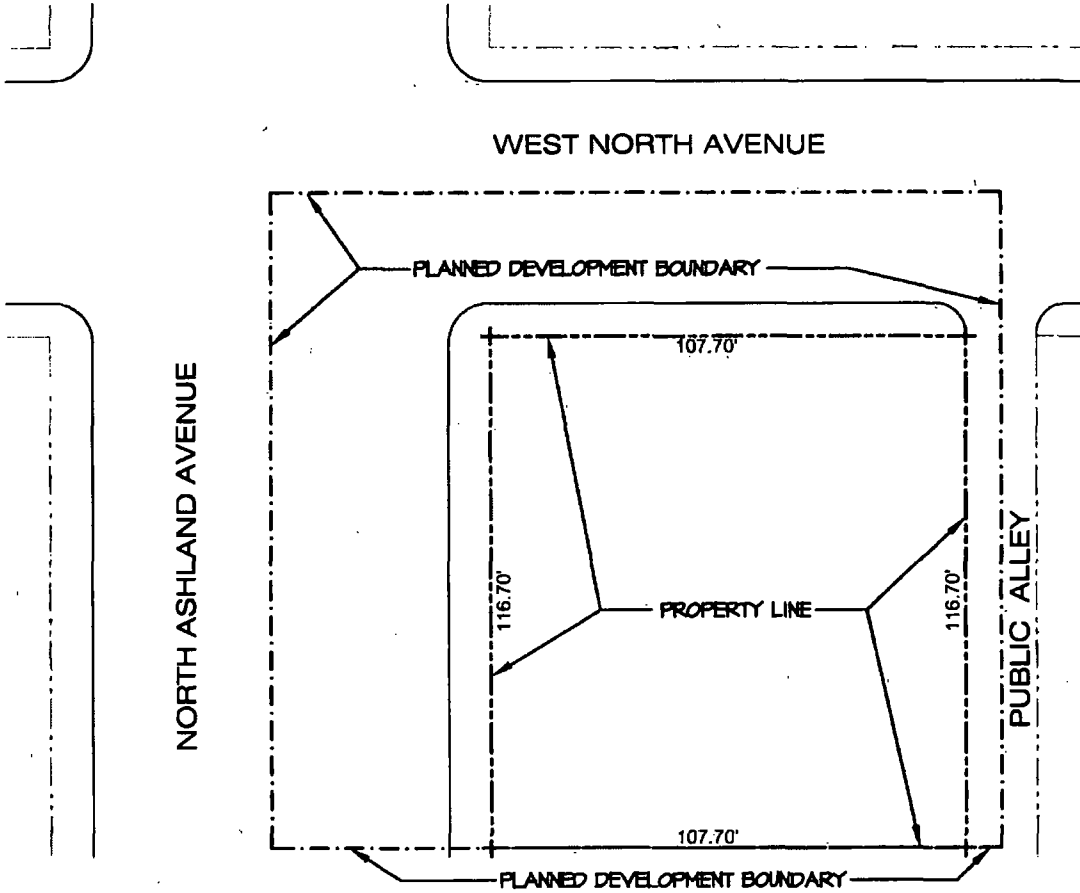 WEST NORTH AVENUE
PLANNED DEVELOPMENT BOUNDARY
107.70'
NORTH ASHLAND AVENUE
116.70'
PROPERTY LINE
116.70'
PUBLIC ALLEY
107.70'
PLANNED DEVELOPMENT BOUNDARY